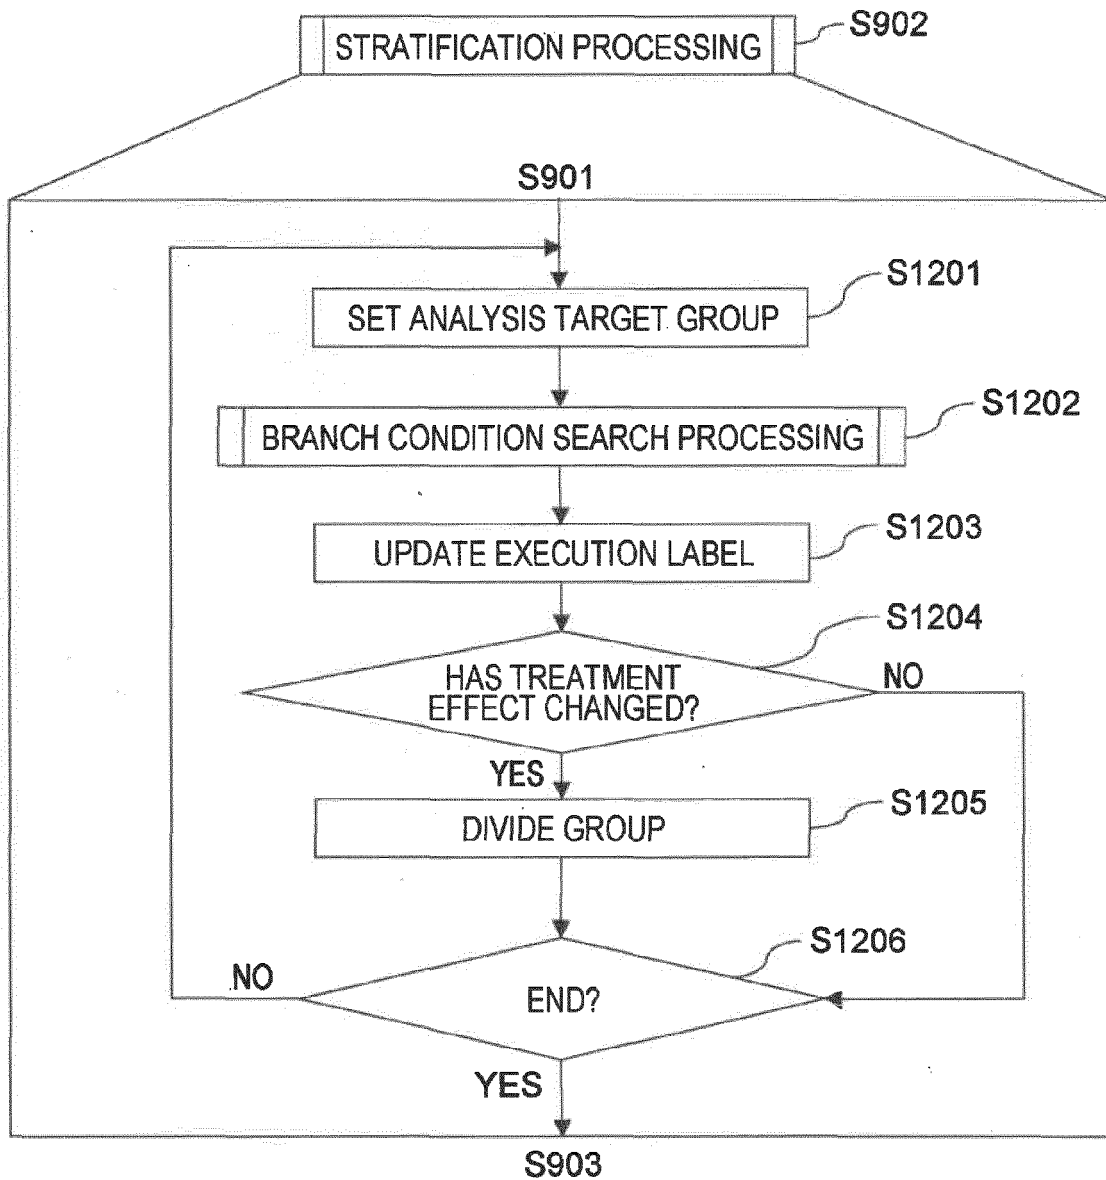 STRATIFICATION PROCESSING
S902
S901
SET ANALYSIS TARGET GROUP
S1201
BRANCH CONDITION SEARCH PROCESSING
S1202
UPDATE EXECUTION LABEL
S1203
HAS TREATMENT
EFFECT CHANGED?
S1204
NO
YES
DIVIDE GROUP
S1205
END?
S1206
NO
YES
S903